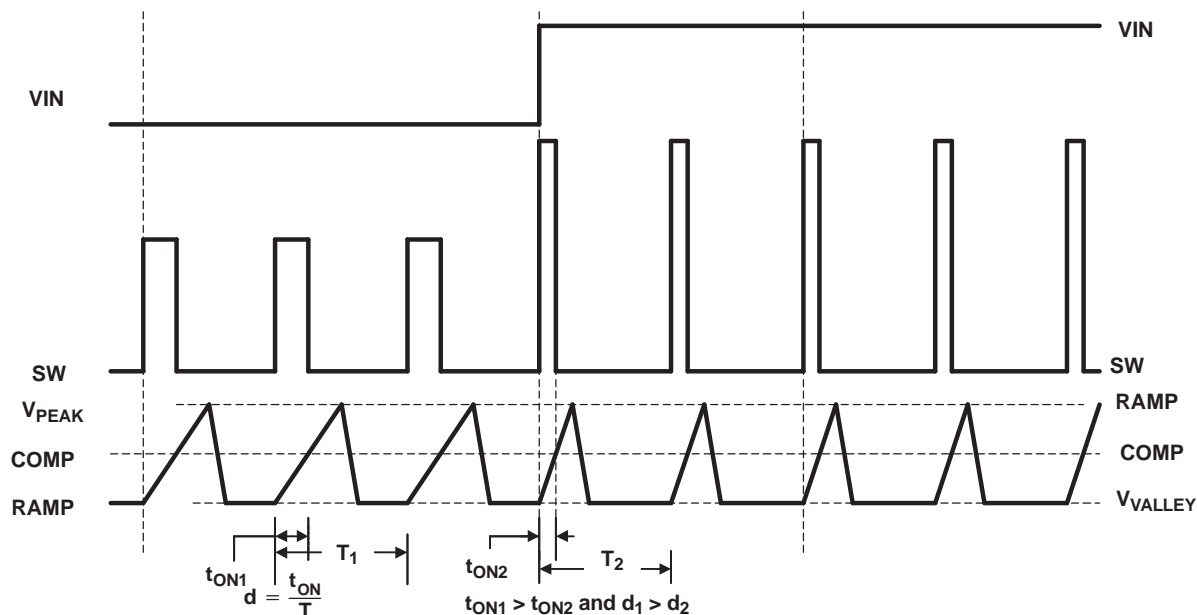 VIN
VIN
SW
SW
VPEAK
RAMP
COMP
COMP
RAMP
VVALLEY
tON1
T1
tON2
T2
d = tON/T
tON1 > tON2 and d1 > d2